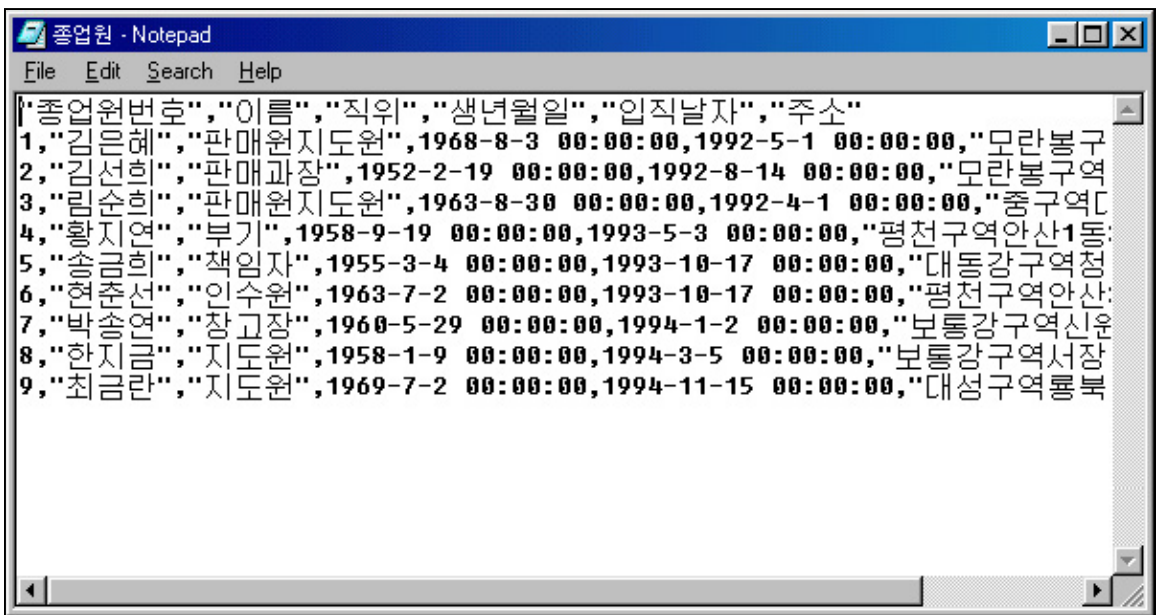 종업원 - Notepad
File Edit Search Help
"종업원번호","이름","직위","생년월일","입직날자","주소"
1,"김은혜","판매원지도원",1968-8-3 00:00:00,1992-5-1 00:00:00,"모란봉구
2,"김선희","판매과장",1952-2-19 00:00:00,1992-8-14 00:00:00,"모란봉구역
3,"림순희","판매원지도원",1963-8-30 00:00:00,1992-4-1 00:00:00,"중구역
4,"황지연","부기",1958-9-19 00:00:00,1993-5-3 00:00:00,"평천구역안산1동
5,"송금희","책임자",1955-3-4 00:00:00,1993-10-17 00:00:00,"대동강구역청
6,"현춘선","인수원",1963-7-2 00:00:00,1993-10-17 00:00:00,"평천구역안산
7,"박송연","창고장",1960-5-29 00:00:00,1994-1-2 00:00:00,"보통강구역신원
8,"한지금","지도원",1958-1-9 00:00:00,1994-3-5 00:00:00,"보통강구역서장
9,"최금란","지도원",1969-7-2 00:00:00,1994-11-15 00:00:00,"대성구역룡북